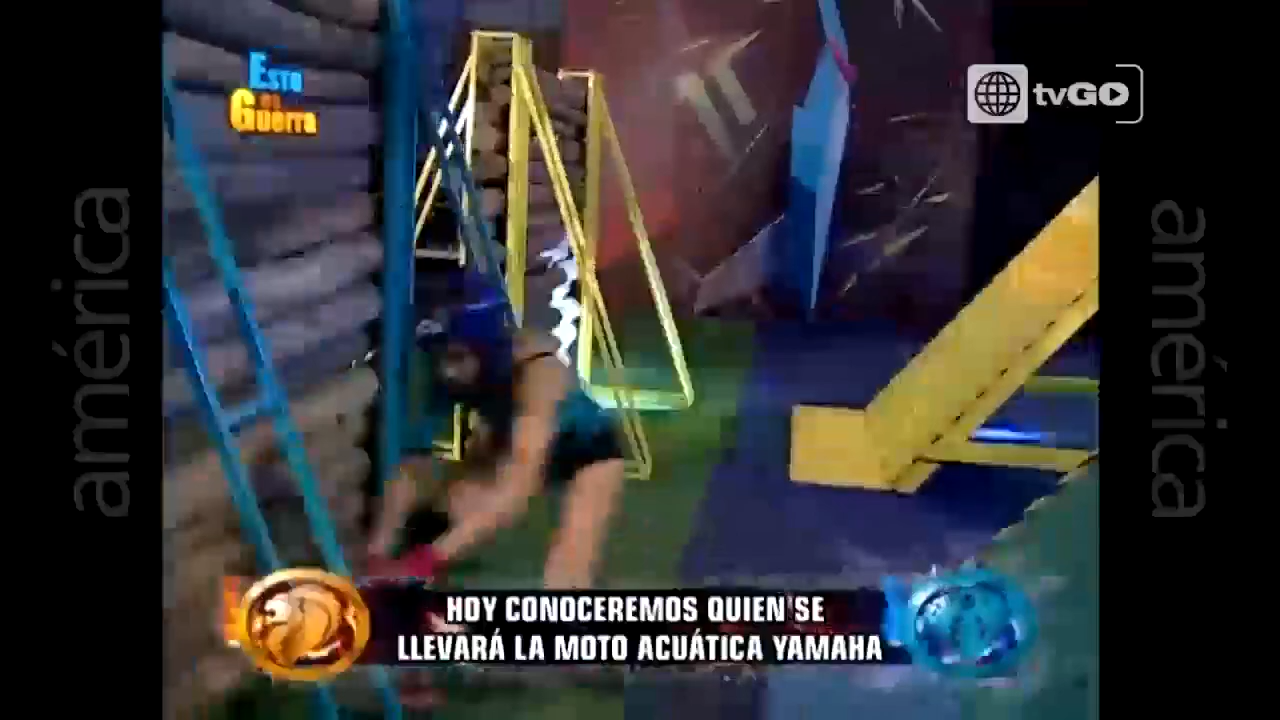 Esto
es
Guerra
tvGO
américa
américa
HOY CONOCEREMOS QUIEN SE
LLEVARÁ LA MOTO ACUÁTICA YAMAHA